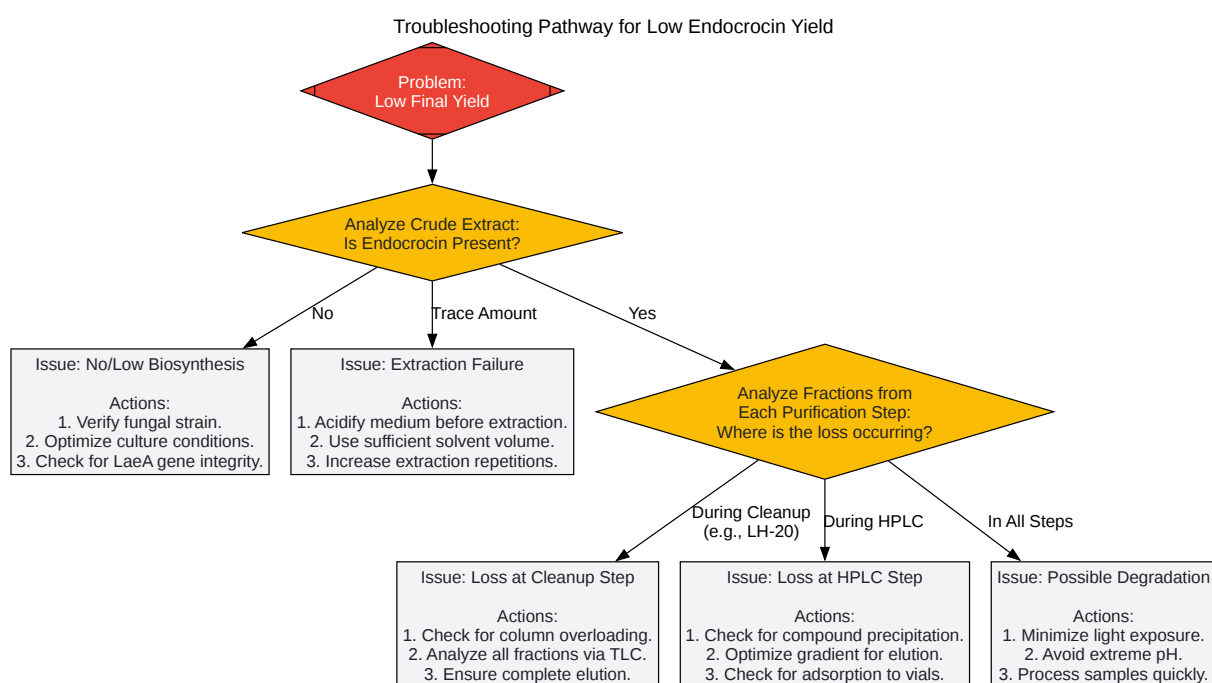 Troubleshooting Pathway for Low Endocrocin Yield
Problem:
Low Final Yield
Analyze Crude Extract:
Is Endocrocin Present?
No
Trace Amount
Yes
Issue: No/Low Biosynthesis
Actions:
1. Verify fungal strain.
2. Optimize culture conditions.
3. Check for LaeA gene integrity.
Issue: Extraction Failure
Actions:
1. Acidify medium before extraction.
2. Use sufficient solvent volume.
3. Increase extraction repetitions.
Analyze Fractions from
Each Purification Step:
Where is the loss occurring?
During Cleanup
(e.g., LH-20)
During HPLC
In All Steps
Issue: Loss at Cleanup Step
Actions:
1. Check for column overloading.
2. Analyze all fractions via TLC.
3. Ensure complete elution.
Issue: Loss at HPLC Step
Actions:
1. Check for compound precipitation.
2. Optimize gradient for elution.
3. Check for adsorption to vials.
Issue: Possible Degradation
Actions:
1. Minimize light exposure.
2. Avoid extreme pH.
3. Process samples quickly.